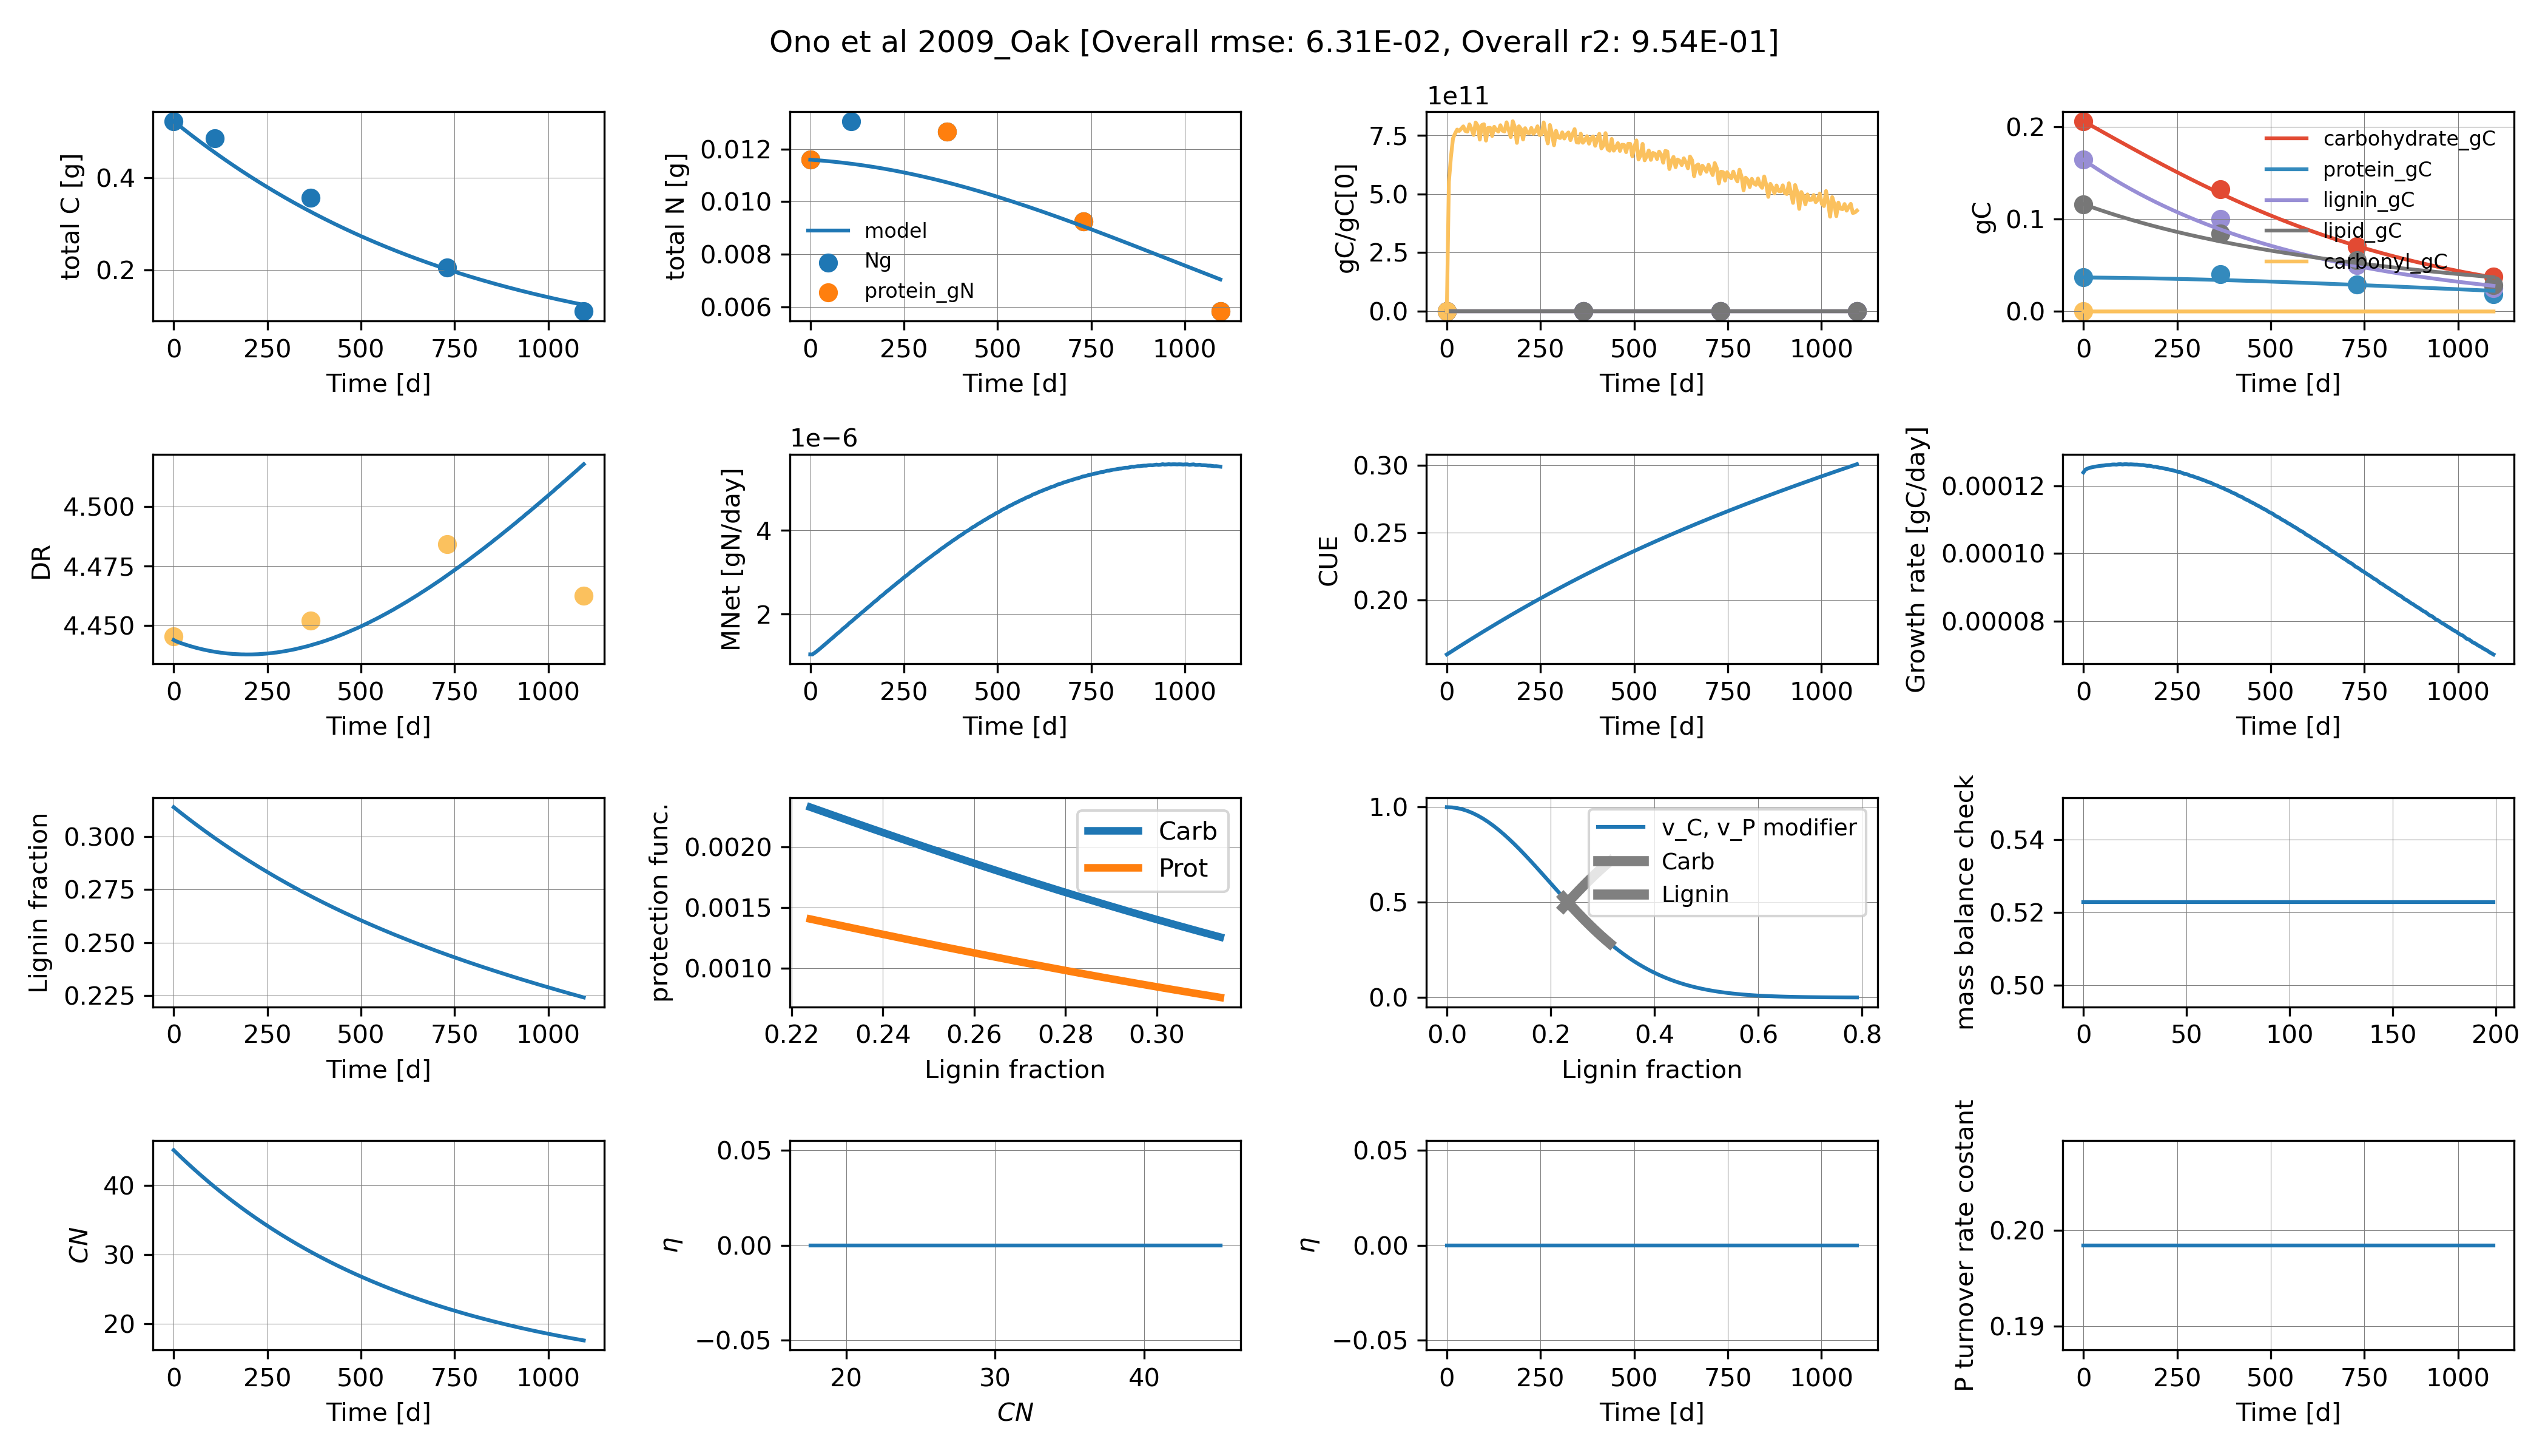 Ono et al 2009_Oak [Overall rmse: 6.31E-02, Overall r2: 9.54E-01]
total C [g]
0.4
0.2
0 250 500 750 1000
Time [d]
total N [g]
0.012
0.010
0.008
0.006
model
Ng
protein_gN
0 250 500 750 1000
Time [d]
1e11
gC/gC[0]
7.5
5.0
2.5
0.0
0 250 500 750 1000
Time [d]
gC
0.2
0.1
0.0
carbohydrate_gC
protein_gC
lignin_gC
lipid_gC
carbonyl_gC
0 250 500 750 1000
Time [d]
DR
4.500
4.475
4.450
0 250 500 750 1000
Time [d]
1e−6
MNet [gN/day]
4
2
0 250 500 750 1000
Time [d]
CUE
0.30
0.25
0.20
0 250 500 750 1000
Time [d]
Growth rate [gC/day]
0.00012
0.00010
0.00008
0 250 500 750 1000
Time [d]
Lignin fraction
0.300
0.275
0.250
0.225
0 250 500 750 1000
Time [d]
protection func.
0.0020
0.0015
0.0010
Carb
Prot
0.22 0.24 0.26 0.28 0.30
Lignin fraction
1.0
0.5
0.0
v_C, v_P modifier
Carb
Lignin
0.0 0.2 0.4 0.6 0.8
Lignin fraction
mass balance check
0.54
0.52
0.50
0 50 100 150 200
CN
40
30
20
0 250 500 750 1000
Time [d]
η
0.05
0.00
−0.05
20 30 40
CN
η
0.05
0.00
−0.05
0 250 500 750 1000
Time [d]
P turnover rate costant
0.20
0.19
0 250 500 750 1000
Time [d]